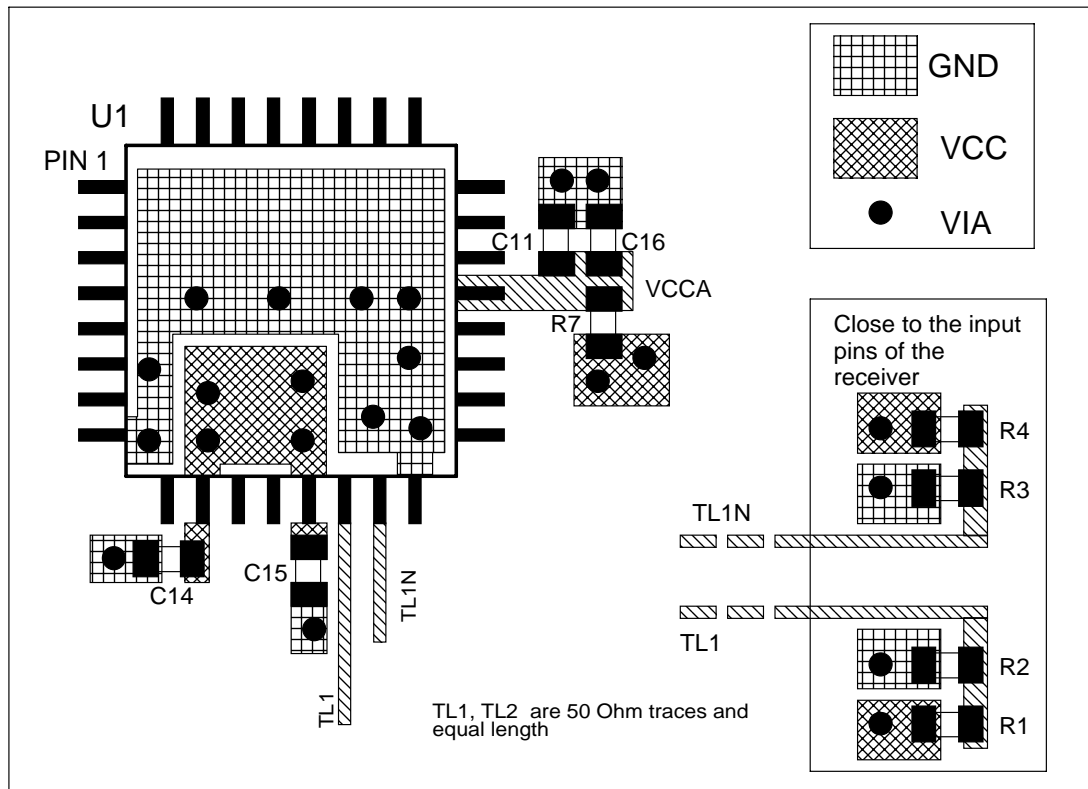 U1
PIN 1
C11
C16
VCCA
R7
C14
C15
TL1
TL1N
TL1, TL2  are 50 Ohm traces and
equal length
GND
VCC
VIA
Close to the input
pins of the
receiver
R4
R3
TL1N
TL1
R2
R1